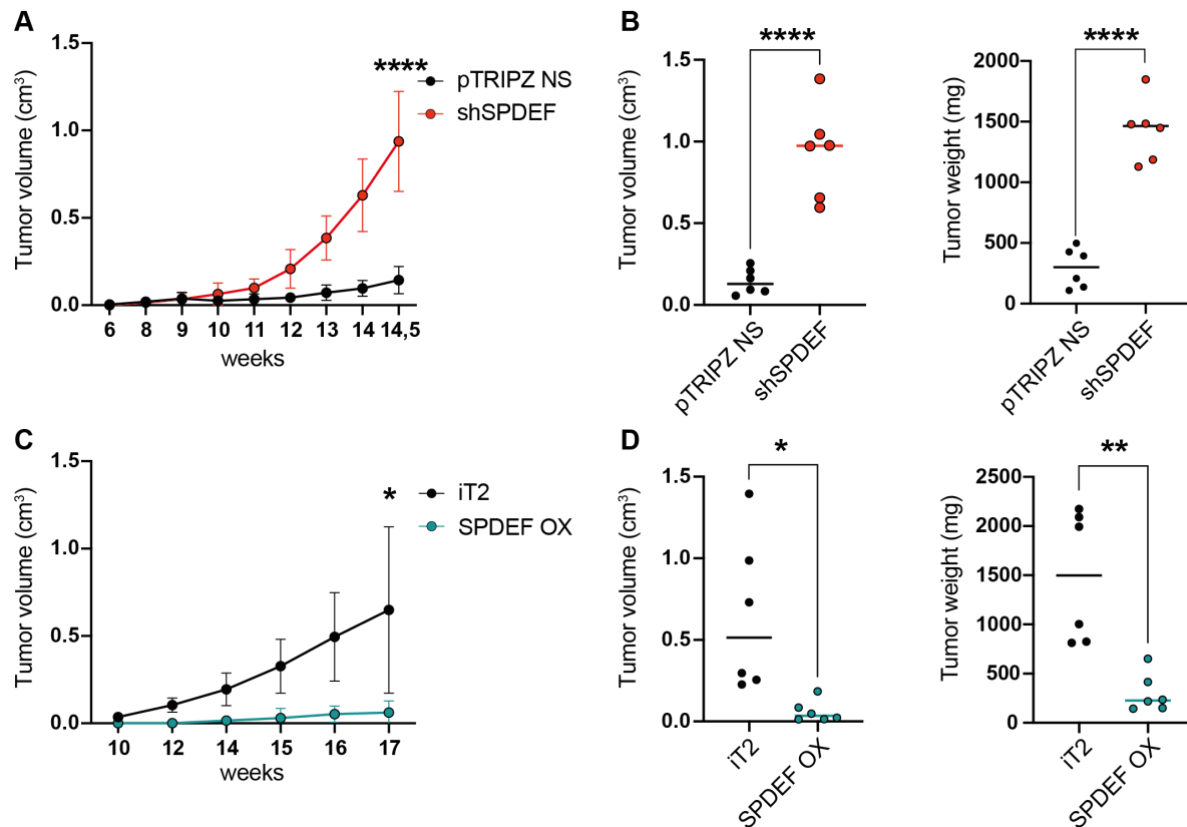 A
Tumor volume (cm³)
1.5
1.0
0.5
0.0
6 8 9 10 11 12 13 14 14,5
weeks
****
pTRIPZ NS
shSPDEF
B
****
Tumor volume (cm³)
1.5
1.0
0.5
0.0
pTRIPZ NS
shSPDEF
****
Tumor weight (mg)
2000
1500
1000
500
0
pTRIPZ NS
shSPDEF
C
Tumor volume (cm³)
1.5
1.0
0.5
0.0
10 12 14 15 16 17
weeks
*
iT2
SPDEF OX
D
*
Tumor volume (cm³)
1.5
1.0
0.5
0.0
iT2
SPDEF OX
**
Tumor weight (mg)
2500
2000
1500
1000
500
0
iT2
SPDEF OX